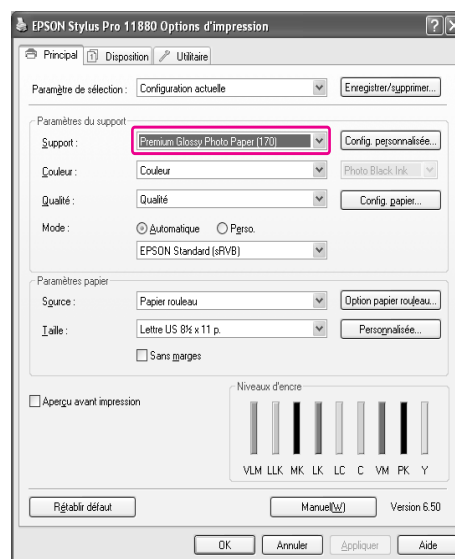 EPSON Stylus Pro 11880 Options d'impression
Principal Disposition Utilitaire
Paramètre de sélection : Configuration actuelle Enregistrer/supprimer...
Paramètres du support
Support : Premium Glossy Photo Paper (170) Config. personnalisée...
Couleur : Couleur Photo Black Ink
Qualité : Qualité Config. papier...
Mode : Automatique Perso.
EPSON Standard (sRVB)
Paramètres papier
Source : Papier rouleau Option papier rouleau...
Taille : Lettre US 8½ x 11 p. Personnalisée...
Sans marges
Niveaux d'encre
Aperçu avant impression
VLM LLK MK LK LC C VM PK Y
Rétablir défaut Manuel(W) Version 6.50
OK Annuler Appliquer Aide